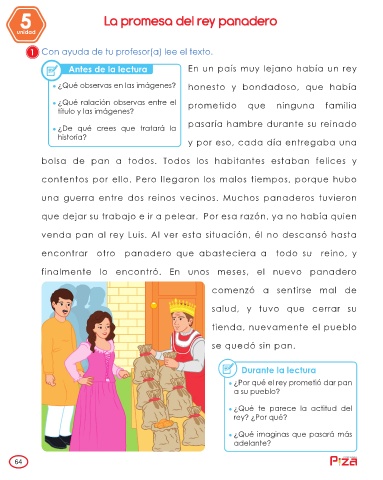 5
unidad
La promesa del rey panadero
1 Con ayuda de tu profesor(a) lee el texto.
Antes de la lectura
• ¿Qué observas en las imágenes?
• ¿Qué ralación observas entre el
título y las imágenes?
• ¿De qué crees que tratará la
historia?
En un país muy lejano había un rey
honesto y bondadoso, que había
prometido que ninguna familia
pasaría hambre durante su reinado
y por eso, cada día entregaba una
bolsa de pan a todos. Todos los habitantes estaban felices y
contentos por ello. Pero llegaron los malos tiempos, porque hubo
una guerra entre dos reinos vecinos. Muchos panaderos tuvieron
que dejar su trabajo e ir a pelear. Por esa razón, ya no había quien
venda pan al rey Luis. Al ver esta situación, él no descansó hasta
encontrar otro panadero que abasteciera a todo su reino, y
finalmente lo encontró. En unos meses, el nuevo panadero
comenzó a sentirse mal de
salud, y tuvo que cerrar su
tienda, nuevamente el pueblo
se quedó sin pan.
Durante la lectura
• ¿Por qué el rey prometió dar pan
a su pueblo?
• ¿Qué te parece la actitud del
rey? ¿Por qué?
• ¿Qué imaginas que pasará más
adelante?
64